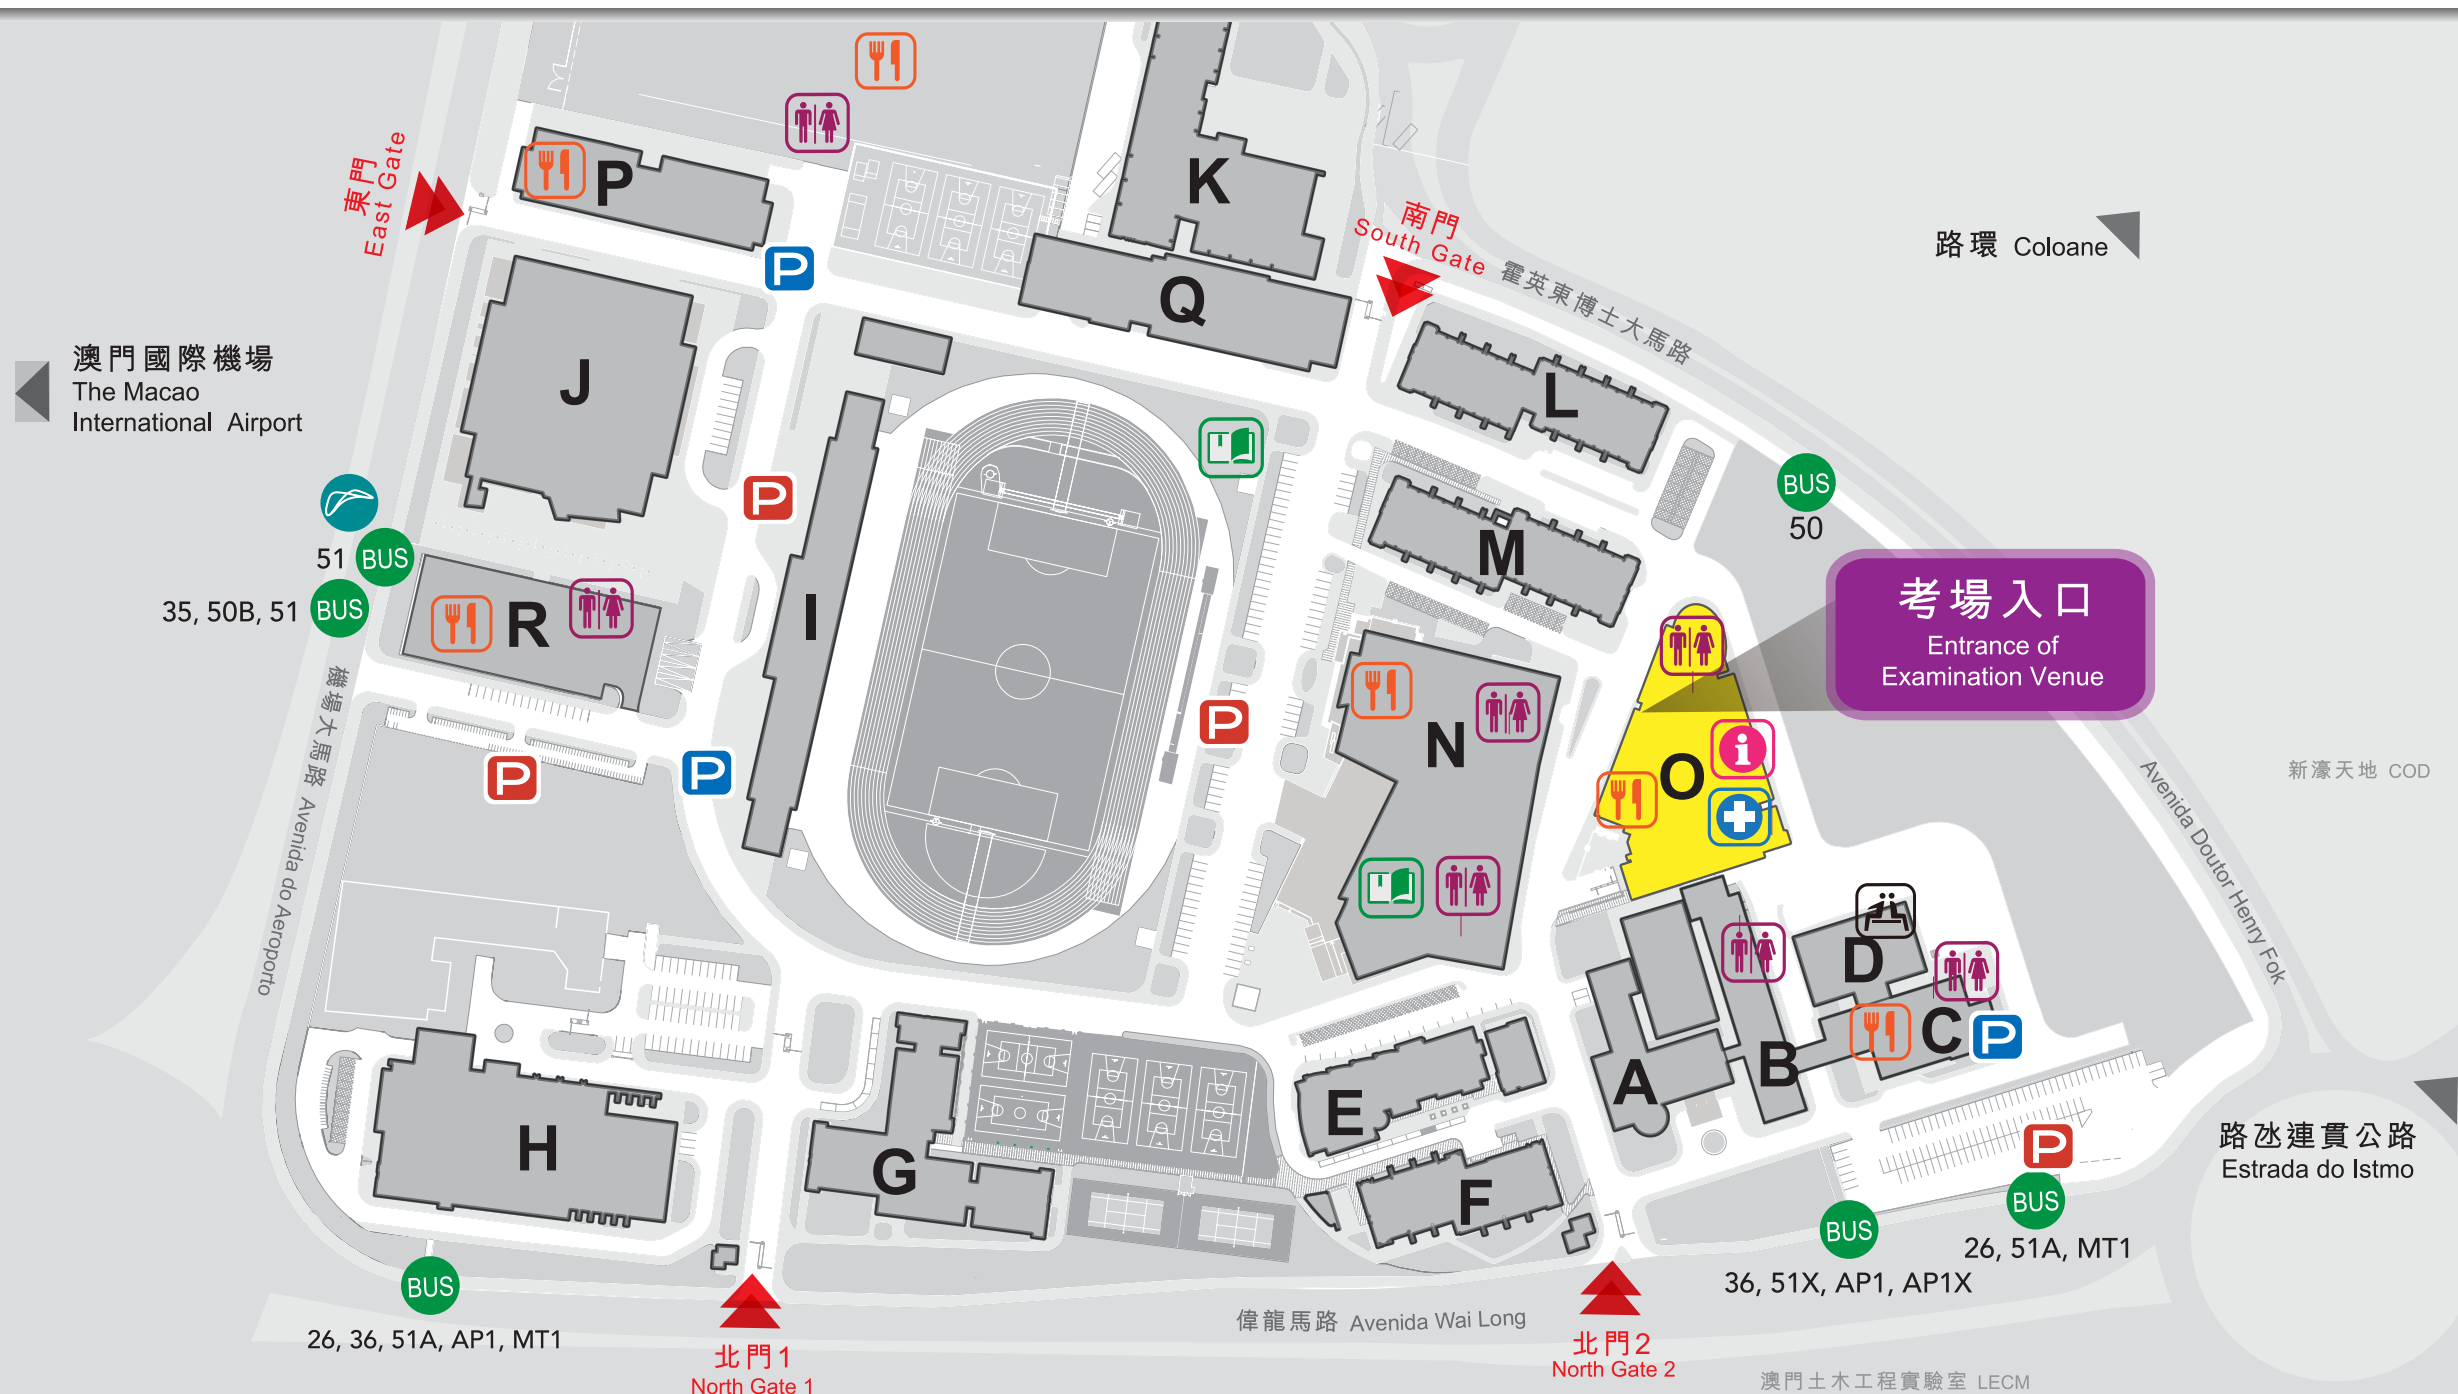 P
K
東門
East Gate
南門
South Gate
P
Q
霍英東博士大馬路
路環 Coloane
澳門國際機場
The Macao
International Airport
J
L
P
BUS
50
M
51 BUS
35, 50B, 51 BUS
R
I
考場入口
Entrance of
Examination Venue
N
O
i
P
P
P
機場大馬路 Avenida do Aeroporto
新濠天地 COD
Avenida Doutor Henry Fok
D
C
P
A
B
E
F
G
H
P
BUS
26, 51A, MT1
BUS
36, 51X, AP1, AP1X
路氹連貫公路
Estrada do Istmo
BUS
26, 36, 51A, AP1, MT1
北門1
North Gate 1
偉龍馬路 Avenida Wai Long
北門2
North Gate 2
澳門土木工程實驗室 LECM